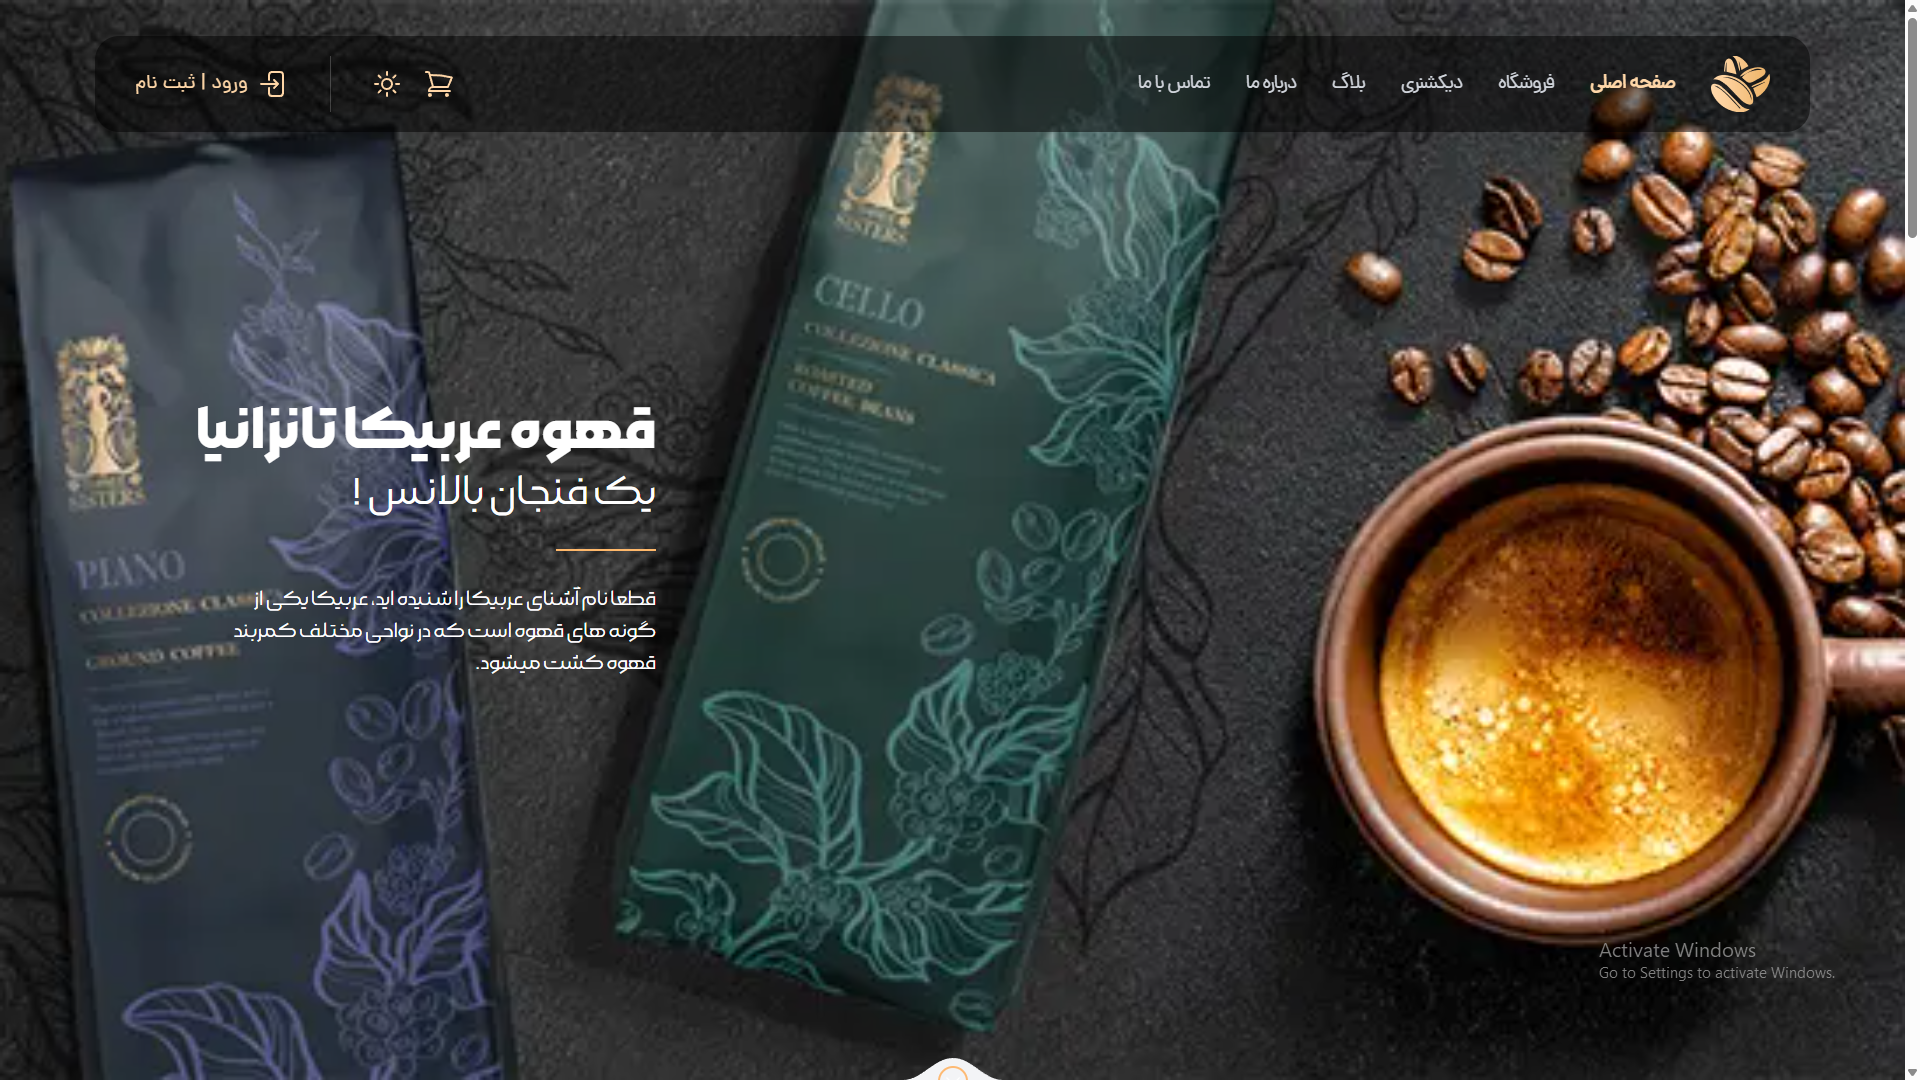 صفحه اصلی
فروشگاه
دیکشنری
بلاگ
درباره ما
تماس با ما
ورود | ثبت نام
SISTERS
CELLO
COLLEZIONE CLASSICA
ROASTED
COFFEE BEANS
SISTERS
PIANO
COLLEZIONE
GROUND COFFEE
قهوه عربیکا تانزانیا
یک فنجان بالانس !
قطعا نام آشنای عربیکا را شنیده اید، عربیکا یکی از
گونه های قهوه است که در نواحی مختلف کمربند
قهوه کشت میشود.
Activate Windows
Go to Settings to activate Windows.